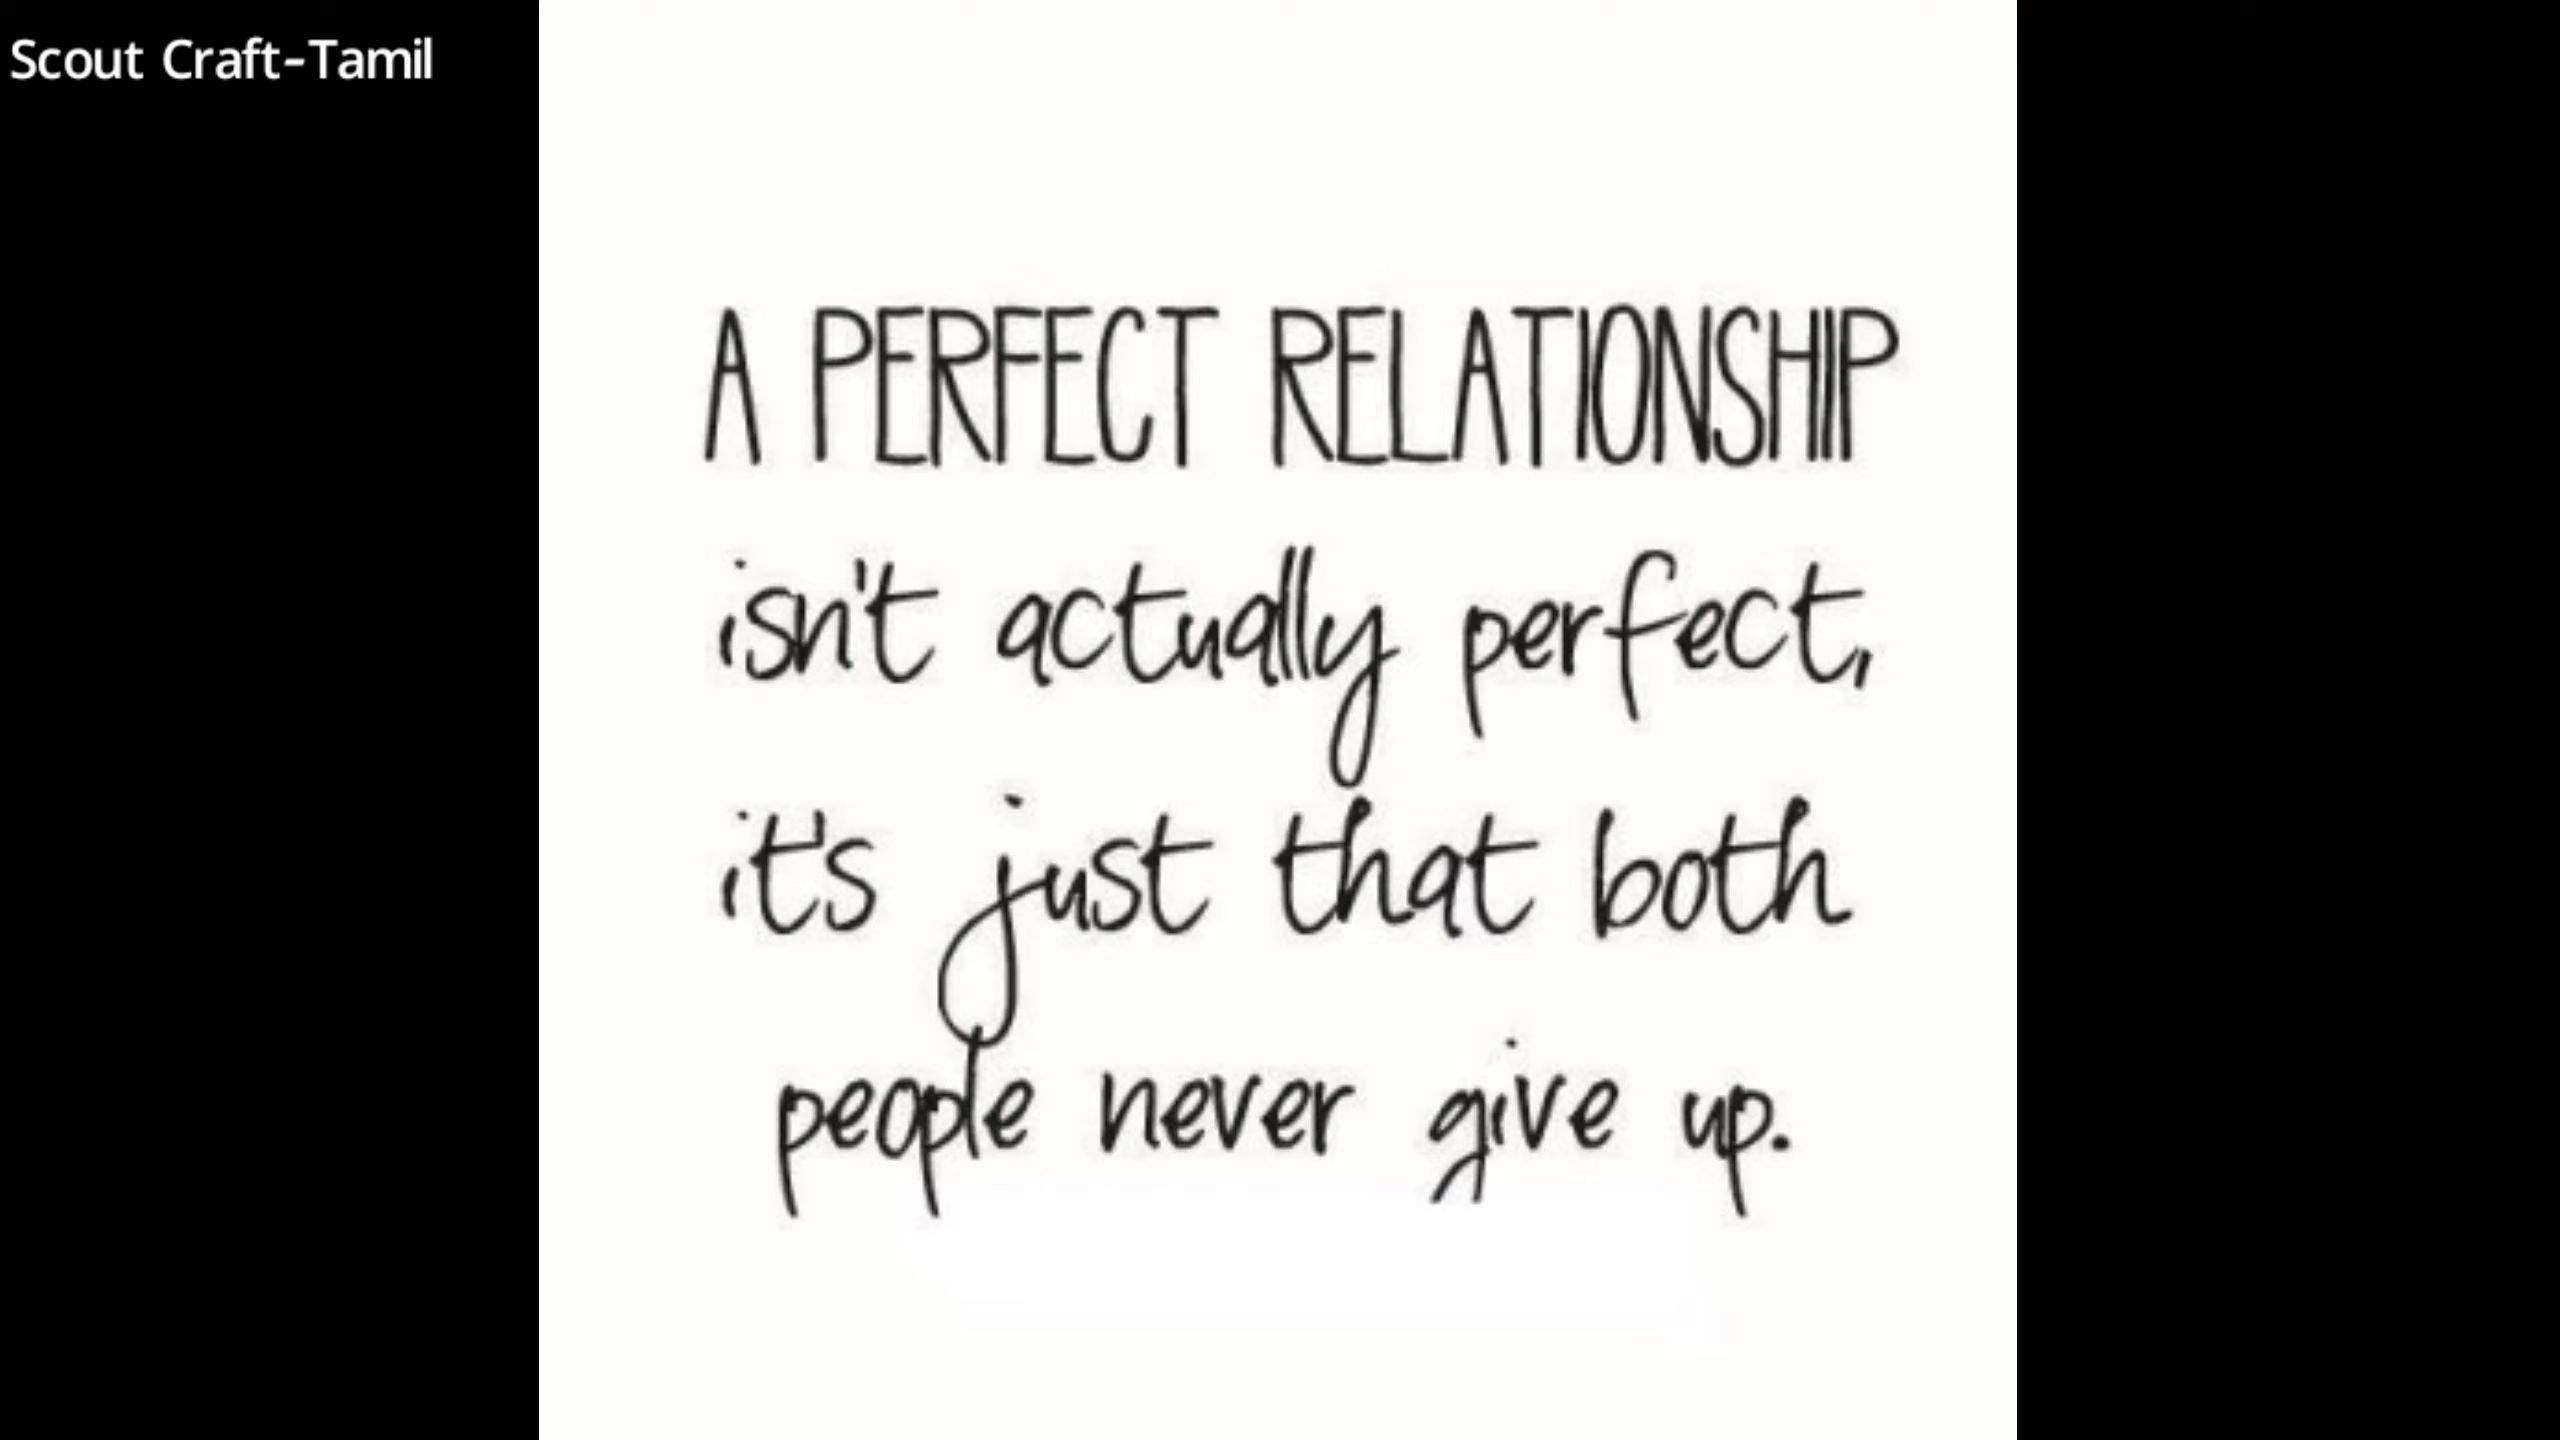 Scout Craft-Tamil
A PERFECT RELATIONSHIP
isn't actually perfect,
it's just that both
people never give up.